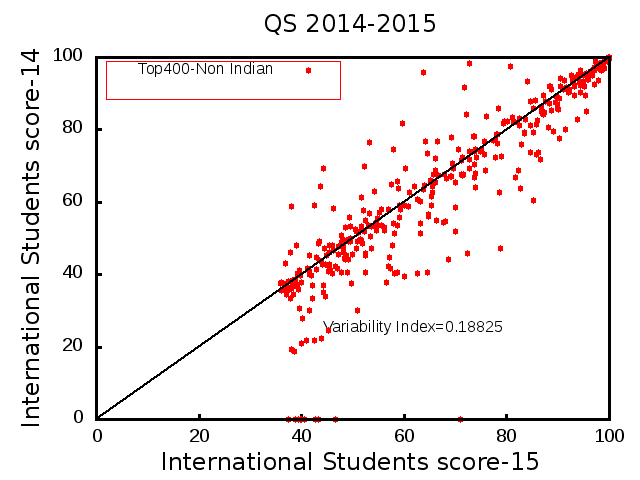 QS 2014-2015
Top400-Non Indian
Variability Index=0.18825
International Students score-14
100
80
60
40
20
0
0 20 40 60 80 100
International Students score-15